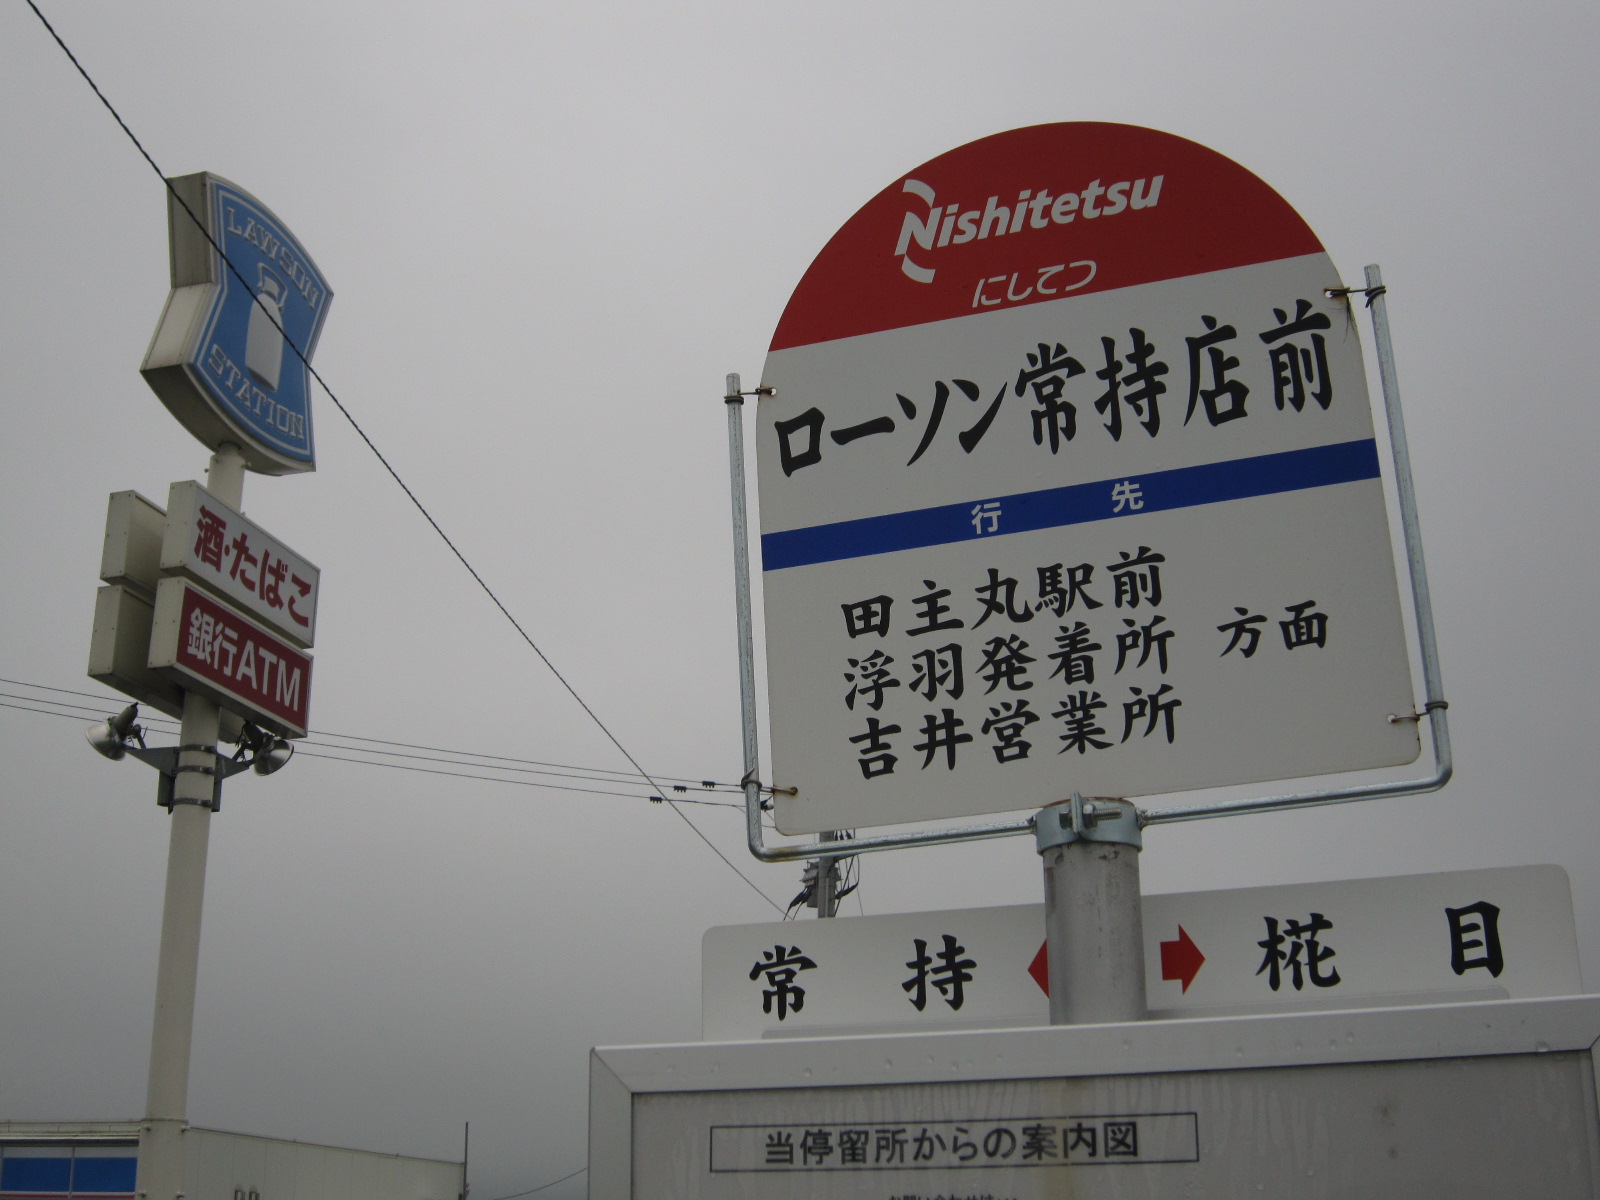 LAWSON
STATION
酒・たばこ
銀行ATM
Nishitetsu
にしてつ
ローソン常持店前
行先
田主丸駅前
浮羽発着所 方面
吉井営業所
常持 椛目
当停留所からの案内図